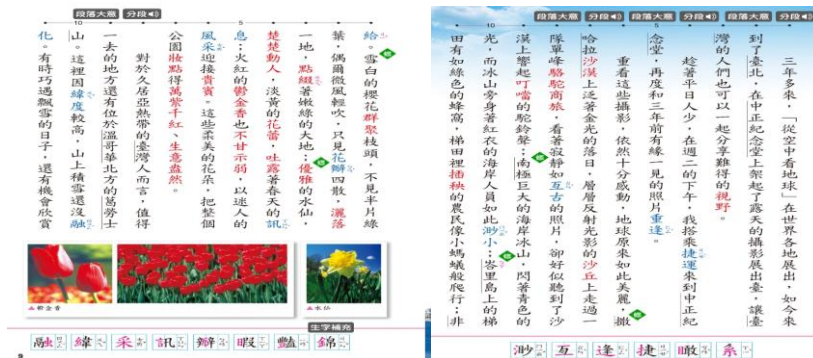 段落大意 分段
給。雪白的櫻花群聚枝頭，不見半片綠
葉，偶爾微風輕吹，只見花瓣四散，灑落
一地，點綴著嫩綠的大地；優雅的水仙，
楚楚動人，淡黃的花蕾，吐露著春天的訊
息；火紅的鬱金香也不甘示弱，以迷人的
風采迎接貴賓。這些柔美的花朵，把整個
公園妝點得萬紫千紅、生意盎然。
對於久居亞熱帶的臺灣人而言，值得
一去的地方還有位於溫哥華北方的葛勞士
山。這裡因緯度較高，山上積雪還沒融
化。有時巧遇飄雪的日子，還有機會欣賞
5
10
▲鬱金香
▲水仙
生字補充
融 緯 采 訊 瓣 暇 豔 錦
9
段落大意 分段 段落大意 分段 段落大意 分段
三年多來，「從空中看地球」在世界各地展出，如今來
到了臺北，在中正紀念堂上架起了露天的攝影展出臺，讓臺
灣的人們也可以一起分享難得的視野。
趁著平日人少，在週二的下午，我搭乘捷運來到中正紀
念堂，再度和三年前有緣一見的照片重逢。
重看這些攝影，依然十分感動，地球原來如此美麗，撒
哈拉沙漠上泛著金光的落日，層層反射光影的沙丘上走過一
隊單峰駱駝商旅，看著寂靜如亙古的照片，卻好似聽到了沙
漠上響起叮噹的駝鈴聲；南極巨大的海岸冰山，閃著青色的
光，而冰山旁身著紅衣的海岸人員如此渺小；峇里島上的梯
田有如綠色的蜂窩，梯田裡插秧的農民像小螞蟻般爬行；非
5
10
渺 亙 逢 捷 瞰 系